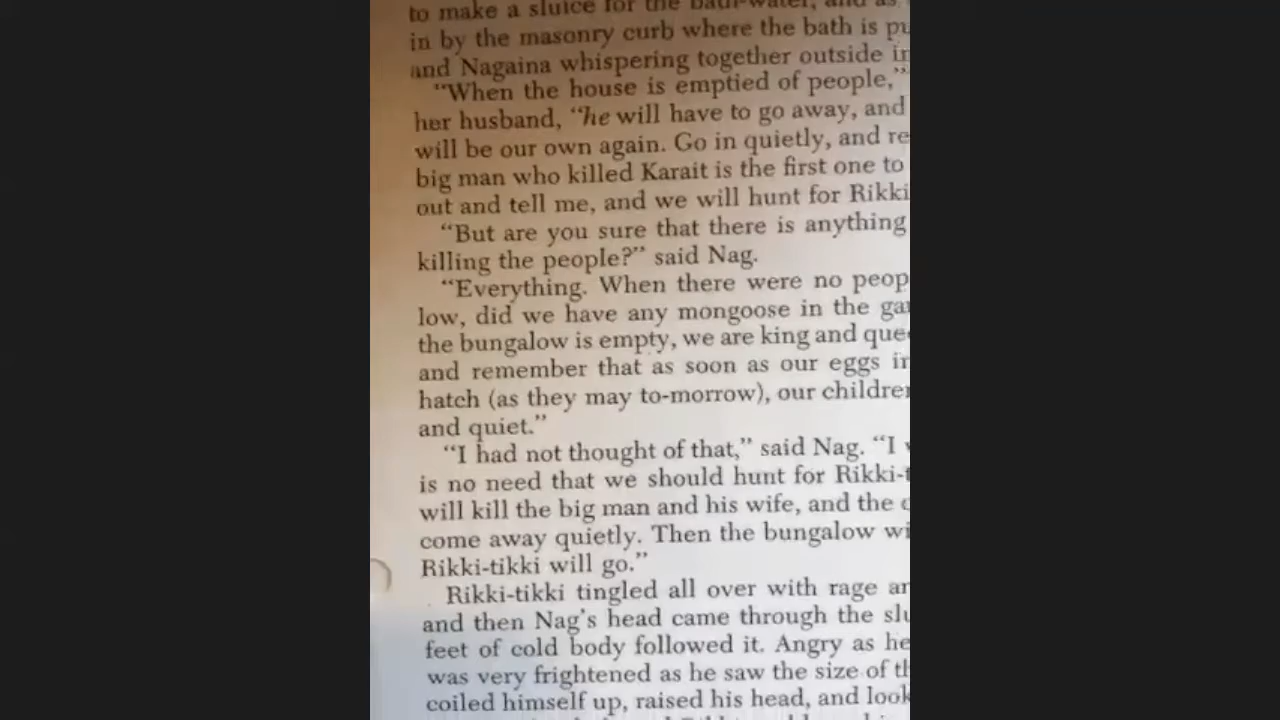 to make a sluice for the bath-water, and as
in by the masonry curb where the bath is
and Nagaina whispering together outside
"When the house is emptied of people,"
her husband, "he will have to go away, and
will be our own again. Go in quietly, and
big man who killed Karait is the first one to
out and tell me, and we will hunt for Rikki
"But are you sure that there is anything
killing the people?" said Nag.
"Everything. When there were no
low, did we have any mongoose in the
the bungalow is empty, we are king and
and remember that as soon as our eggs
hatch (as they may to-morrow), our
and quiet."
"I had not thought of that," said Nag. "I
is no need that we should hunt for
will kill the big man and his wife, and the
come away quietly. Then the bungalow
Rikki-tikki will go."
Rikki-tikki tingled all over with rage
and then Nag's head came through the
feet of cold body followed it. Angry as he
was very frightened as he saw the size of
coiled himself up, raised his head, and